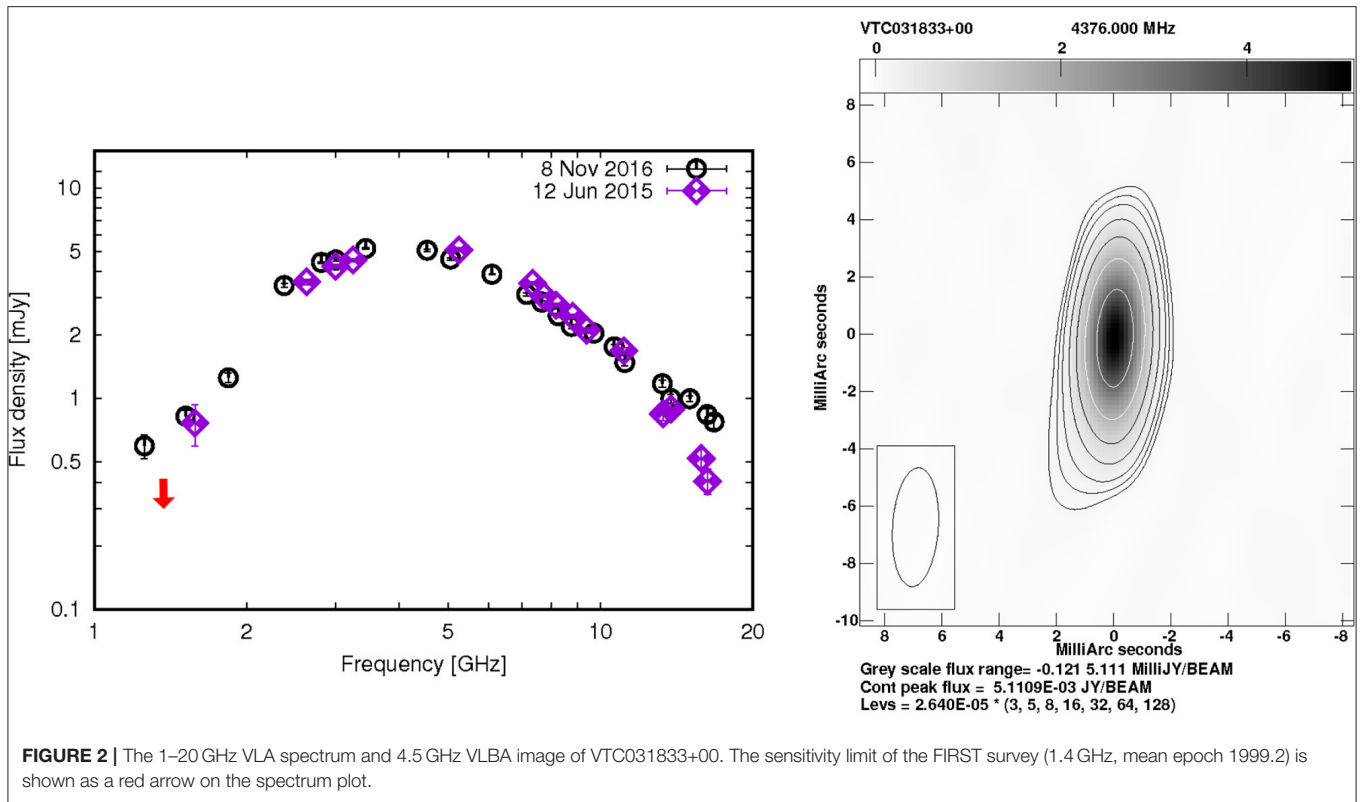 8 Nov 2016
12 Jun 2015
Flux density [mJy]
10
5
2
1
0.5
0.1
1
2
5
10
20
Frequency [GHz]
VTC031833+00 4376.000 MHz
0 2 4
MilliArc seconds
8
6
4
2
0
-2
-4
-6
-8
-10
8 6 4 2 0 -2 -4 -6 -8
MilliArc seconds
Grey scale flux range= -0.121 5.111 MilliJY/BEAM
Cont peak flux = 5.1109E-03 JY/BEAM
Levs = 2.640E-05 * (3, 5, 8, 16, 32, 64, 128)
FIGURE 2 | The 1–20 GHz VLA spectrum and 4.5 GHz VLBA image of VTC031833+00. The sensitivity limit of the FIRST survey (1.4 GHz, mean epoch 1999.2) is
shown as a red arrow on the spectrum plot.